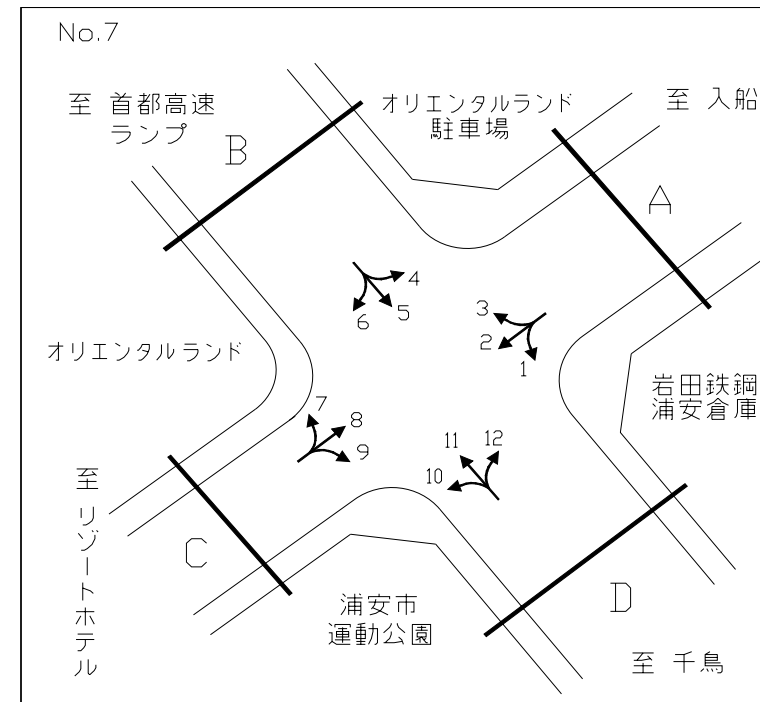 No.7
至 首都高速
ランプ
B
オリエンタルランド
駐車場
至 入船
A
4
5
6
3
2
1
オリエンタルランド
岩田鉄鋼
浦安倉庫
7
8
9
11
12
10
至 リゾートホテル
C
浦安市
運動公園
D
至 千鳥